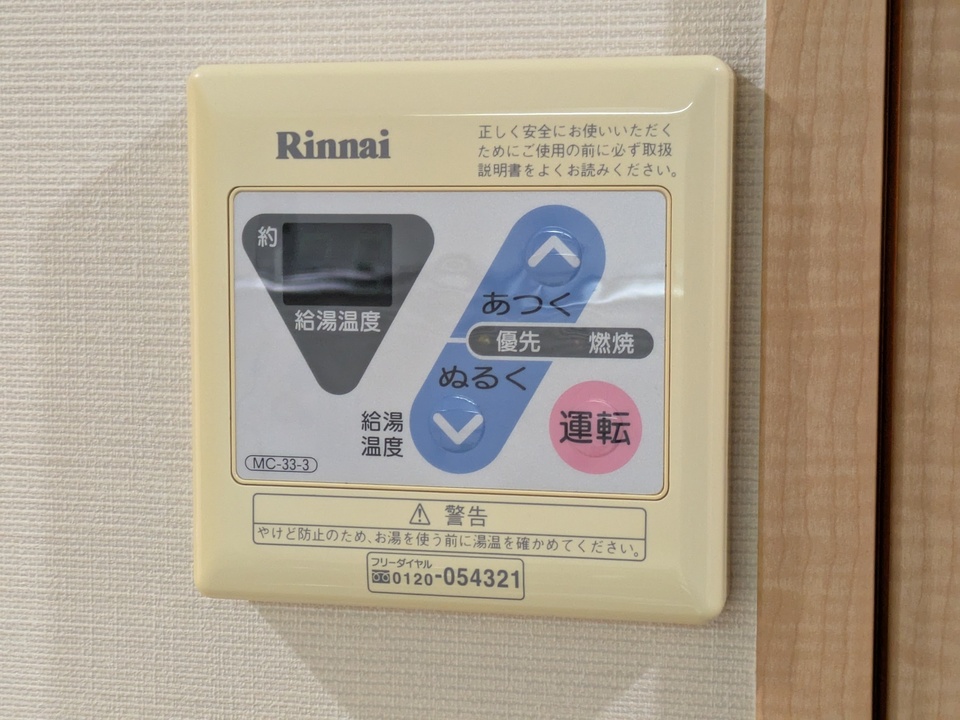 Rinnai
正しく安全にお使いいただく
ためにご使用の前に必ず取扱
説明書をよくお読みください。
約
給湯温度
あつく
優先 燃焼
ぬるく
給湯
温度
運転
MC-33-3
⚠ 警告
やけど防止のため、お湯を使う前に湯温を確かめてください。
フリーダイヤル
0120-054321